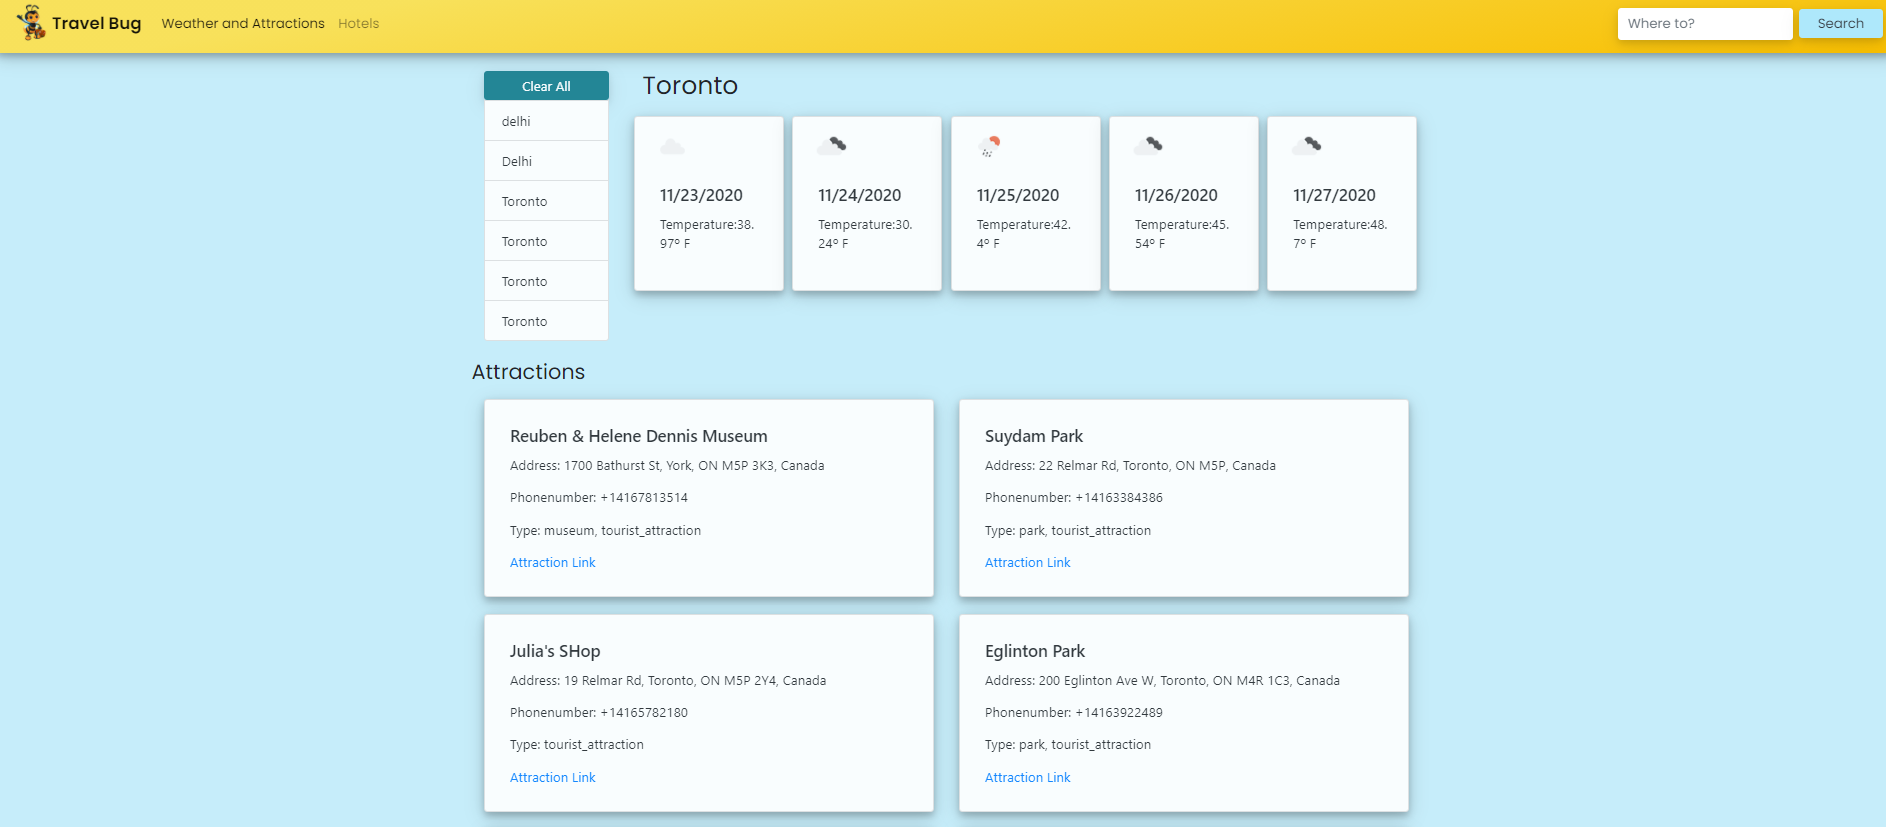 Travel Bug
Weather and Attractions
Hotels
Where to?
Search
Clear All
delhi
Delhi
Toronto
Toronto
Toronto
Toronto
Toronto
11/23/2020
Temperature:38.
97º F
11/24/2020
Temperature:30.
24º F
11/25/2020
Temperature:42.
4º F
11/26/2020
Temperature:45.
54º F
11/27/2020
Temperature:48.
7º F
Attractions
Reuben & Helene Dennis Museum
Address: 1700 Bathurst St, York, ON M5P 3K3, Canada
Phonenumber: +14167813514
Type: museum, tourist_attraction
Attraction Link
Suydam Park
Address: 22 Relmar Rd, Toronto, ON M5P, Canada
Phonenumber: +14163384386
Type: park, tourist_attraction
Attraction Link
Julia's SHop
Address: 19 Relmar Rd, Toronto, ON M5P 2Y4, Canada
Phonenumber: +14165782180
Type: tourist_attraction
Attraction Link
Eglinton Park
Address: 200 Eglinton Ave W, Toronto, ON M4R 1C3, Canada
Phonenumber: +14163922489
Type: park, tourist_attraction
Attraction Link